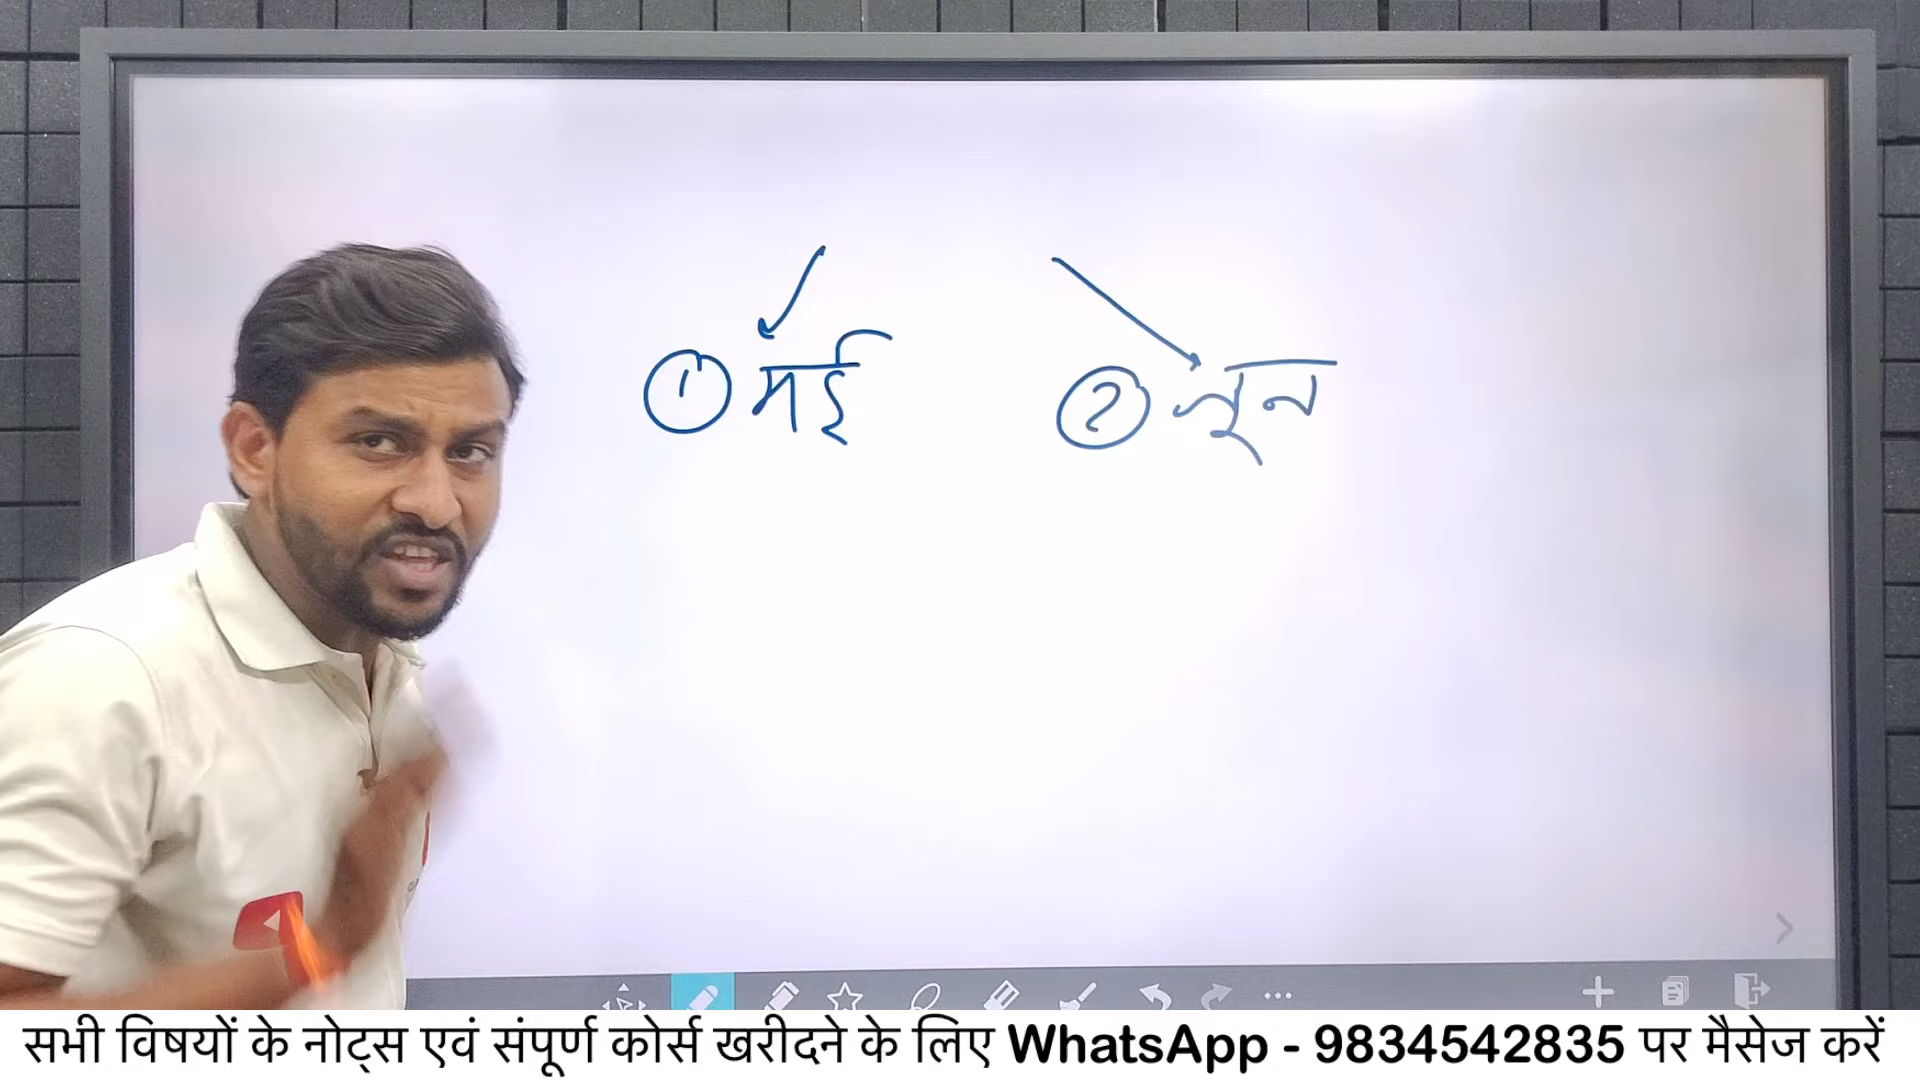 ① मई ② जून
सभी विषयों के नोट्स एवं संपूर्ण कोर्स खरीदने के लिए WhatsApp - 9834542835 पर मैसेज करें